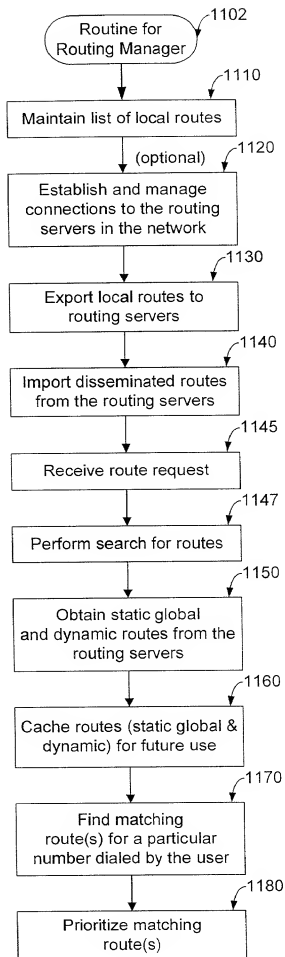 1102
Routine for
Routing Manager
1110
Maintain list of local routes
(optional)
1120
Establish and manage
connections to the routing
servers in the network
1130
Export local routes to
routing servers
1140
Import disseminated routes
from the routing servers
1145
Receive route request
1147
Perform search for routes
1150
Obtain static global
and dynamic routes from the
routing servers
1160
Cache routes (static global &
dynamic) for future use
1170
Find matching
route(s) for a particular
number dialed by the user
1180
Prioritize matching
route(s)